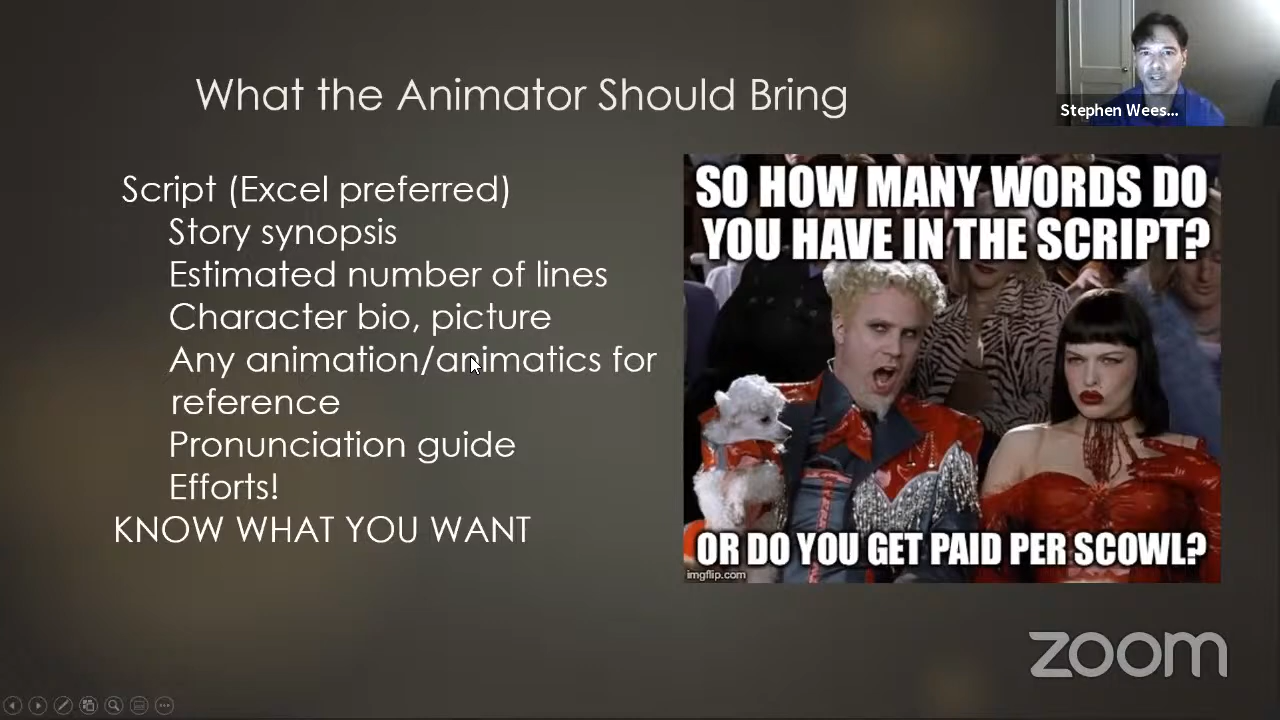 What the Animator Should Bring
Stephen Wees...
Script (Excel preferred)
Story synopsis
Estimated number of lines
Character bio, picture
Any animation/animatics for
reference
Pronunciation guide
Efforts!
KNOW WHAT YOU WANT
SO HOW MANY WORDS DO
YOU HAVE IN THE SCRIPT?
OR DO YOU GET PAID PER SCOWL?
imgflip.com
zoom